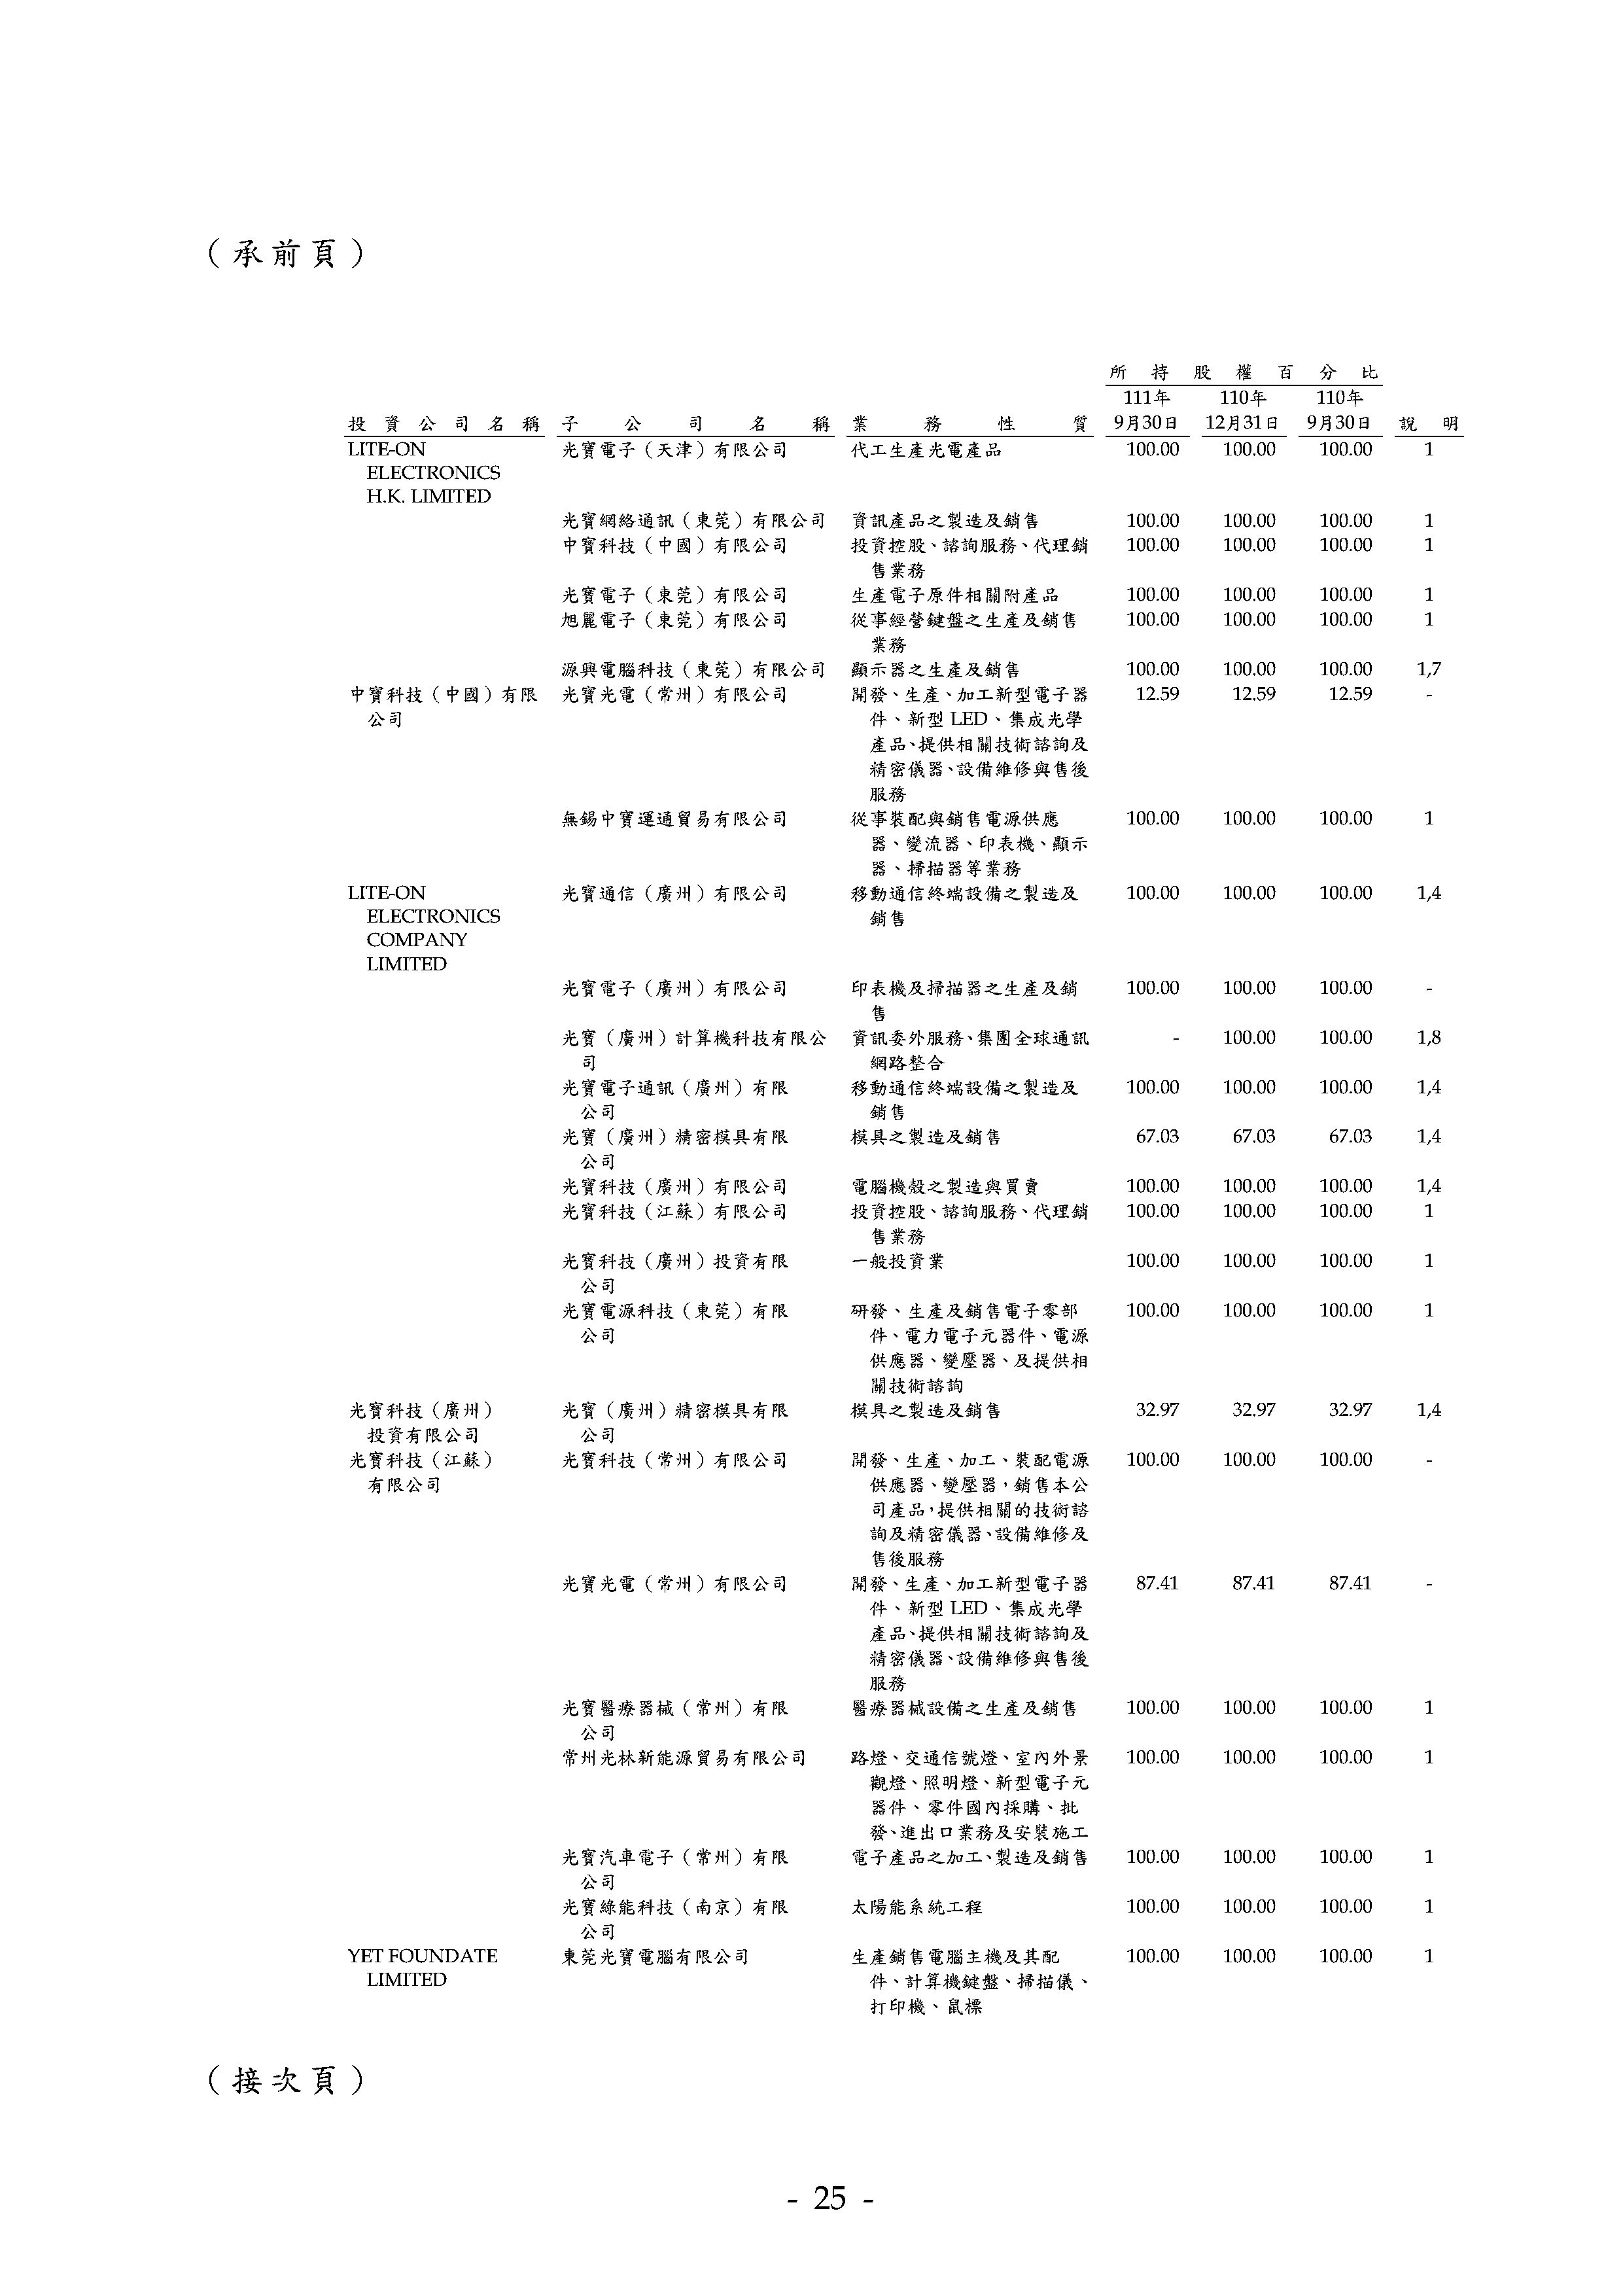 （承前頁）
所持股權百分比
111年 110年 110年
投資公司名稱 子公司名稱 業務性質 9月30日 12月31日 9月30日 說明
LITE-ON 光寶電子（天津）有限公司 代工生產光電產品 100.00 100.00 100.00 1
ELECTRONICS
H.K. LIMITED
光寶網絡通訊（東莞）有限公司 資訊產品之製造及銷售 100.00 100.00 100.00 1
中寶科技（中國）有限公司 投資控股、諮詢服務、代理銷 100.00 100.00 100.00 1
售業務
光寶電子（東莞）有限公司 生產電子原件相關附產品 100.00 100.00 100.00 1
旭麗電子（東莞）有限公司 從事經營鍵盤之生產及銷售 100.00 100.00 100.00 1
業務
源興電腦科技（東莞）有限公司 顯示器之生產及銷售 100.00 100.00 100.00 1,7
中寶科技（中國）有限 光寶光電（常州）有限公司 開發、生產、加工新型電子器 12.59 12.59 12.59 -
公司 件、新型 LED、集成光學
產品、提供相關技術諮詢及
精密儀器、設備維修與售後
服務
無錫中寶運通貿易有限公司 從事裝配與銷售電源供應 100.00 100.00 100.00 1
器、變流器、印表機、顯示
器、掃描器等業務
LITE-ON 光寶通信（廣州）有限公司 移動通信終端設備之製造及 100.00 100.00 100.00 1,4
ELECTRONICS 銷售
COMPANY
LIMITED
光寶電子（廣州）有限公司 印表機及掃描器之生產及銷 100.00 100.00 100.00 -
售
光寶（廣州）計算機科技有限公 資訊委外服務、集團全球通訊 - 100.00 100.00 1,8
司 網路整合
光寶電子通訊（廣州）有限 移動通信終端設備之製造及 100.00 100.00 100.00 1,4
公司 銷售
光寶（廣州）精密模具有限 模具之製造及銷售 67.03 67.03 67.03 1,4
公司
光寶科技（廣州）有限公司 電腦機殼之製造與買賣 100.00 100.00 100.00 1,4
光寶科技（江蘇）有限公司 投資控股、諮詢服務、代理銷 100.00 100.00 100.00 1
售業務
光寶科技（廣州）投資有限 一般投資業 100.00 100.00 100.00 1
公司
光寶電源科技（東莞）有限 研發、生產及銷售電子零部 100.00 100.00 100.00 1
公司 件、電力電子元器件、電源
供應器、變壓器、及提供相
關技術諮詢
光寶科技（廣州） 光寶（廣州）精密模具有限 模具之製造及銷售 32.97 32.97 32.97 1,4
投資有限公司 公司
光寶科技（江蘇） 光寶科技（常州）有限公司 開發、生產、加工、裝配電源 100.00 100.00 100.00 -
有限公司 供應器、變壓器，銷售本公
司產品，提供相關的技術諮
詢及精密儀器、設備維修及
售後服務
光寶光電（常州）有限公司 開發、生產、加工新型電子器 87.41 87.41 87.41 -
件、新型 LED、集成光學
產品、提供相關技術諮詢及
精密儀器、設備維修與售後
服務
光寶醫療器械（常州）有限 醫療器械設備之生產及銷售 100.00 100.00 100.00 1
公司
常州光林新能源貿易有限公司 路燈、交通信號燈、室內外景 100.00 100.00 100.00 1
觀燈、照明燈、新型電子元
器件、零件國內採購、批
發、進出口業務及安裝施工
光寶汽車電子（常州）有限 電子產品之加工、製造及銷售 100.00 100.00 100.00 1
公司
光寶綠能科技（南京）有限 太陽能系統工程 100.00 100.00 100.00 1
公司
YET FOUNDATE 東莞光寶電腦有限公司 生產銷售電腦主機及其配 100.00 100.00 100.00 1
LIMITED 件、計算機鍵盤、掃描儀、
打印機、鼠標
（接次頁）
- 25 -